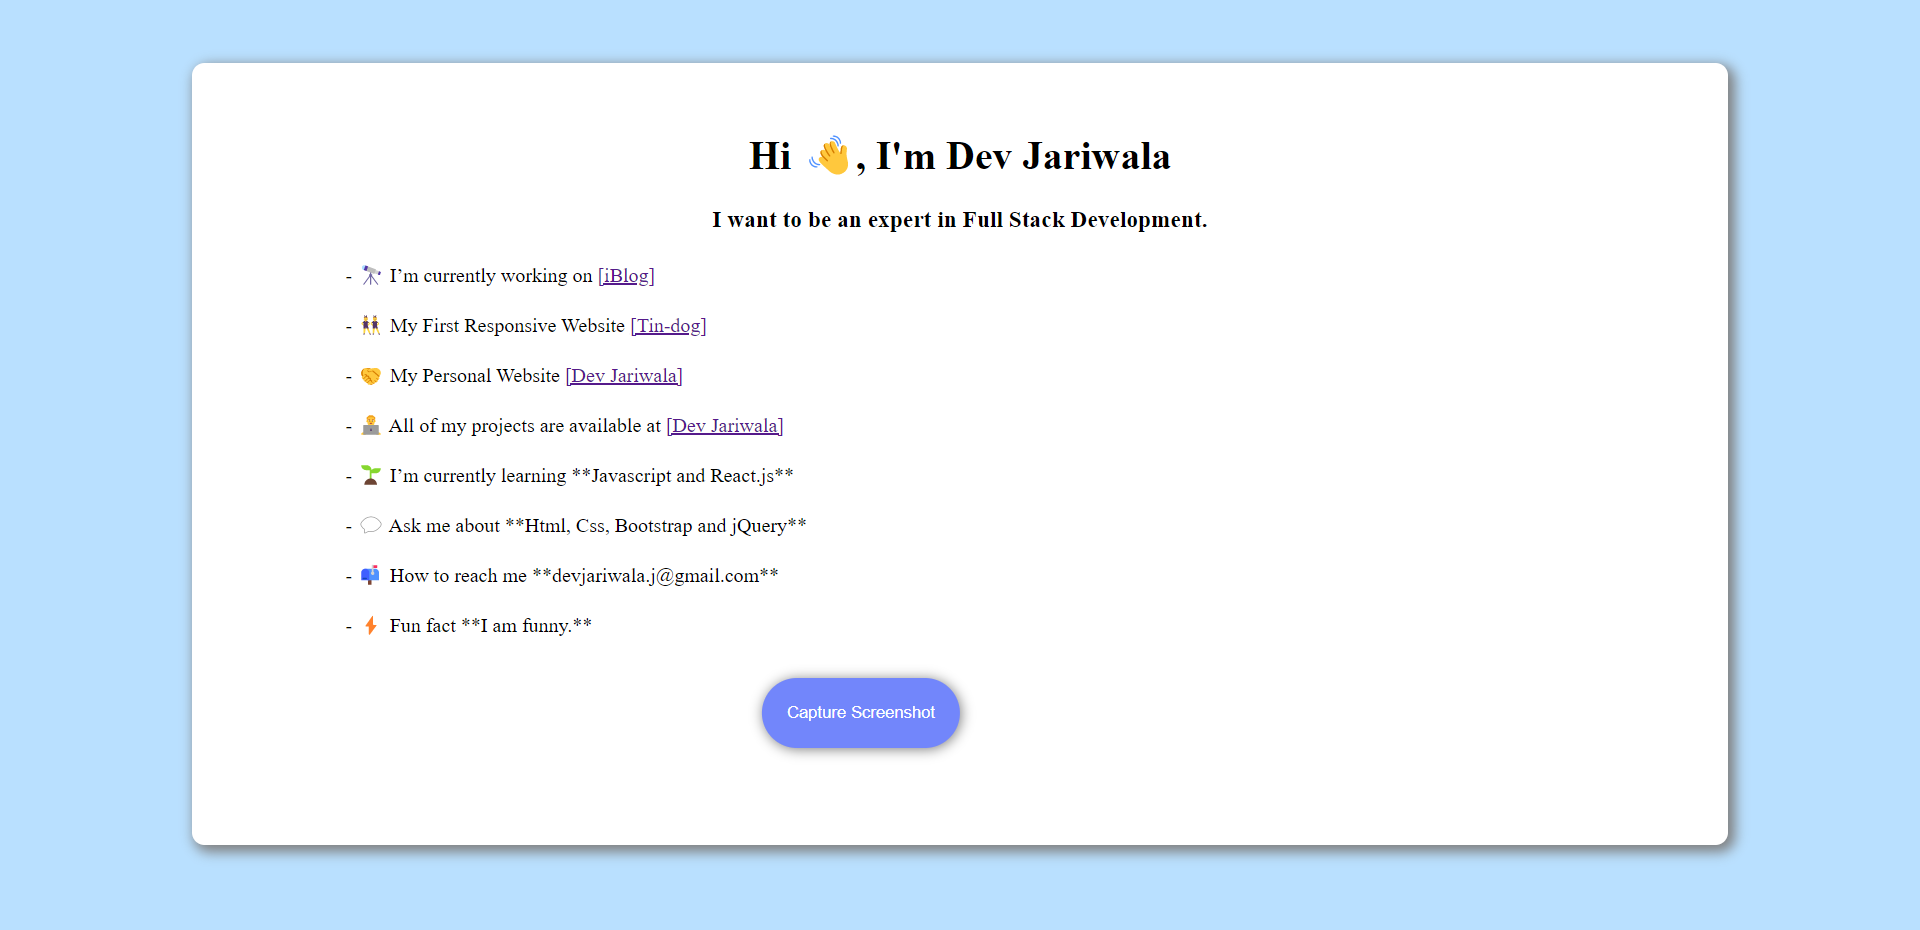 Hi 👋, I'm Dev Jariwala
I want to be an expert in Full Stack Development.
- 🔭 I’m currently working on [iBlog]
- 👯 My First Responsive Website [Tin-dog]
- 🤝 My Personal Website [Dev Jariwala]
- 👨‍💻 All of my projects are available at [Dev Jariwala]
- 🌱 I’m currently learning **Javascript and React.js**
- 💬 Ask me about **Html, Css, Bootstrap and jQuery**
- 📫 How to reach me **devjariwala.j@gmail.com**
- ⚡ Fun fact **I am funny.**
Capture Screenshot